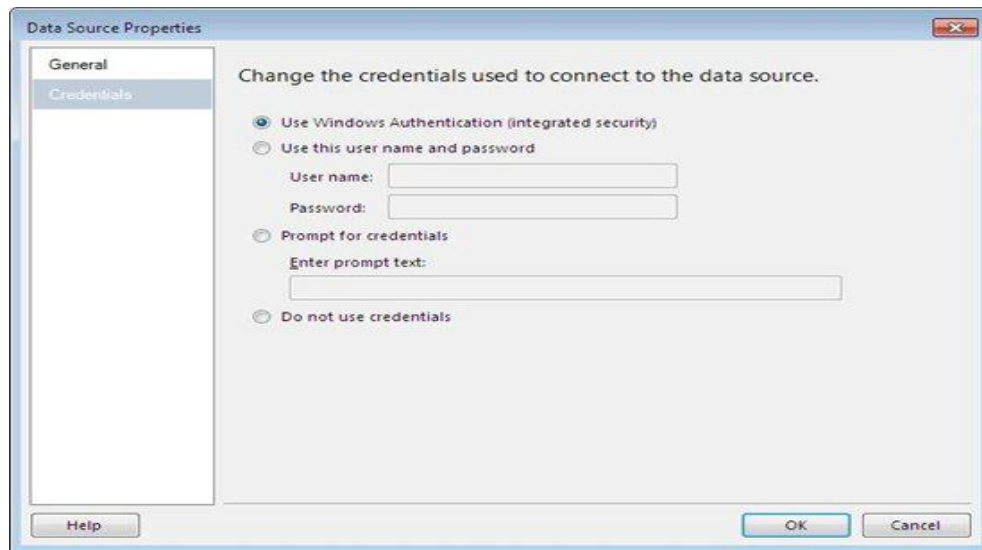 Data Source Properties
General
Credentials
Change the credentials used to connect to the data source.
Use Windows Authentication (integrated security)
Use this user name and password
User name:
Password:
Prompt for credentials
Enter prompt text:
Do not use credentials
Help
OK
Cancel